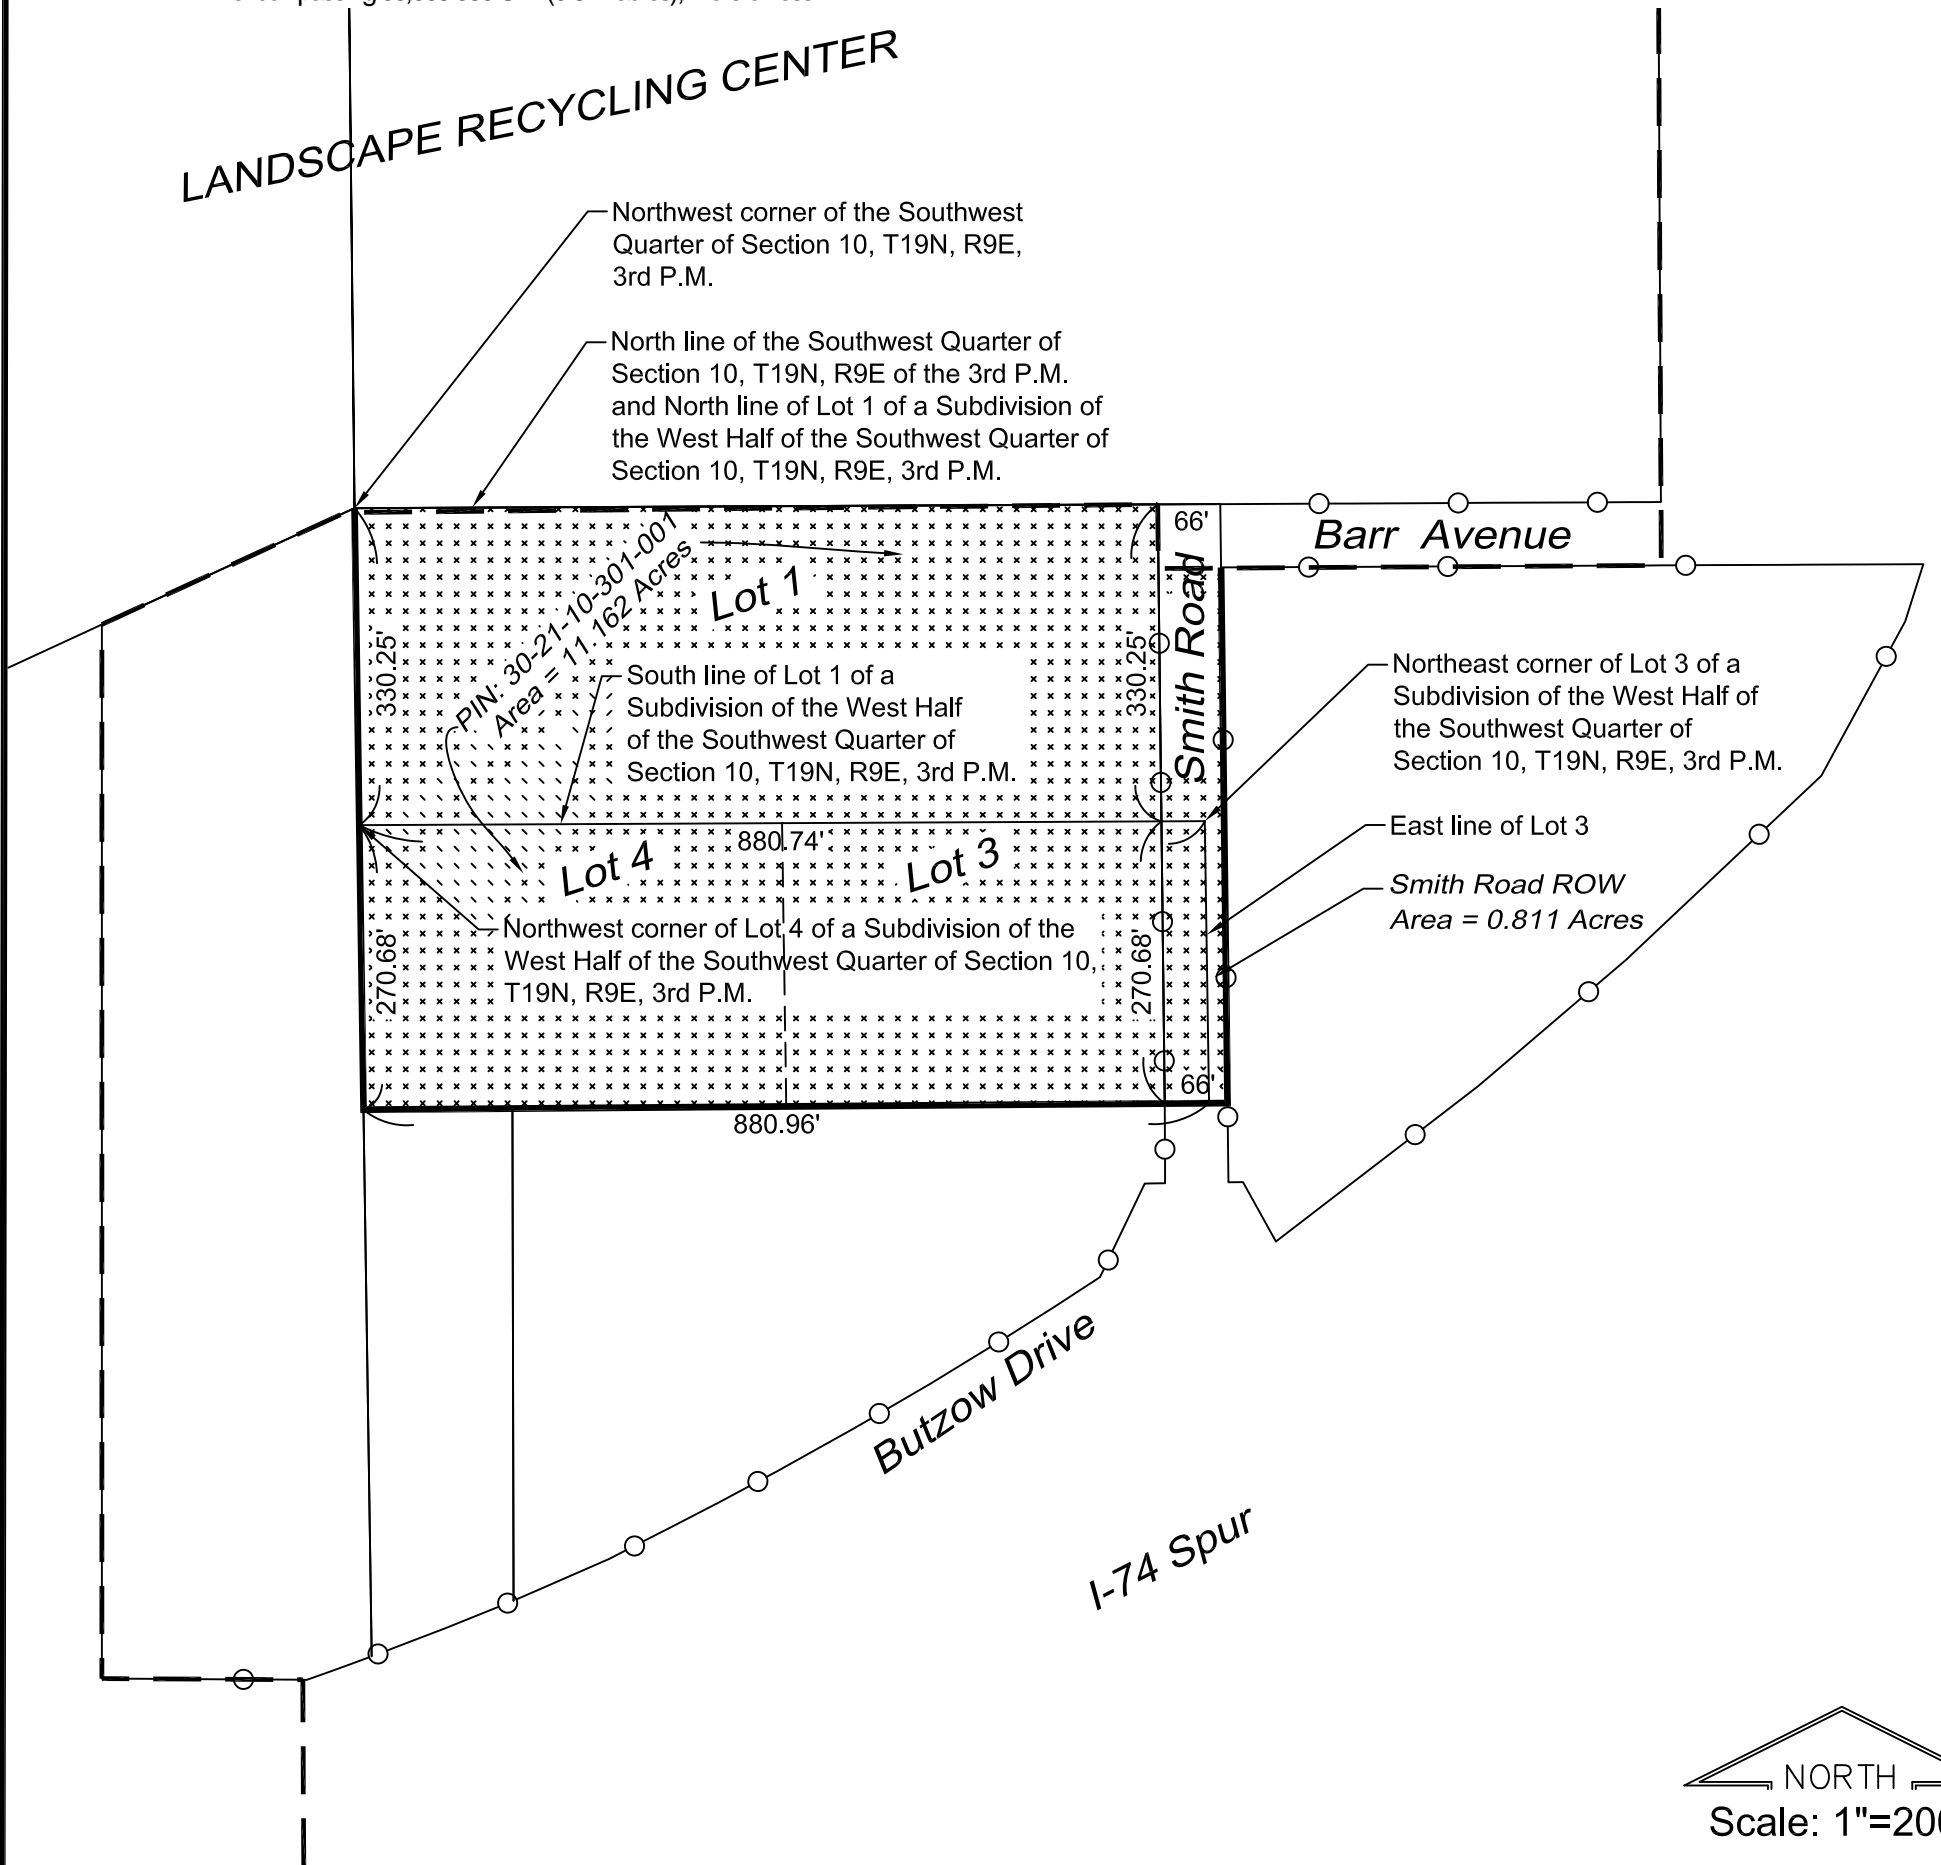 LANDSCAPE RECYCLING CENTER
Northwest corner of the Southwest
Quarter of Section 10, T19N, R9E,
3rd P.M.
North line of the Southwest Quarter of
Section 10, T19N, R9E of the 3rd P.M.
and North line of Lot 1 of a Subdivision of
the West Half of the Southwest Quarter of
Section 10, T19N, R9E, 3rd P.M.
66'
Barr Avenue
Smith Road
PIN: 30-21-10-301-001
Area = 11.162 Acres
Lot 1
330.25'
330.25'
South line of Lot 1 of a
Subdivision of the West Half
of the Southwest Quarter of
Section 10, T19N, R9E, 3rd P.M.
Northeast corner of Lot 3 of a
Subdivision of the West Half of
the Southwest Quarter of
Section 10, T19N, R9E, 3rd P.M.
East line of Lot 3
Smith Road ROW
Area = 0.811 Acres
880.74'
Lot 4
Lot 3
Northwest corner of Lot 4 of a Subdivision of the
West Half of the Southwest Quarter of Section 10,
T19N, R9E, 3rd P.M.
270.68'
270.68'
66'
880.96'
Butzow Drive
I-74 Spur
NORTH
Scale: 1"=200